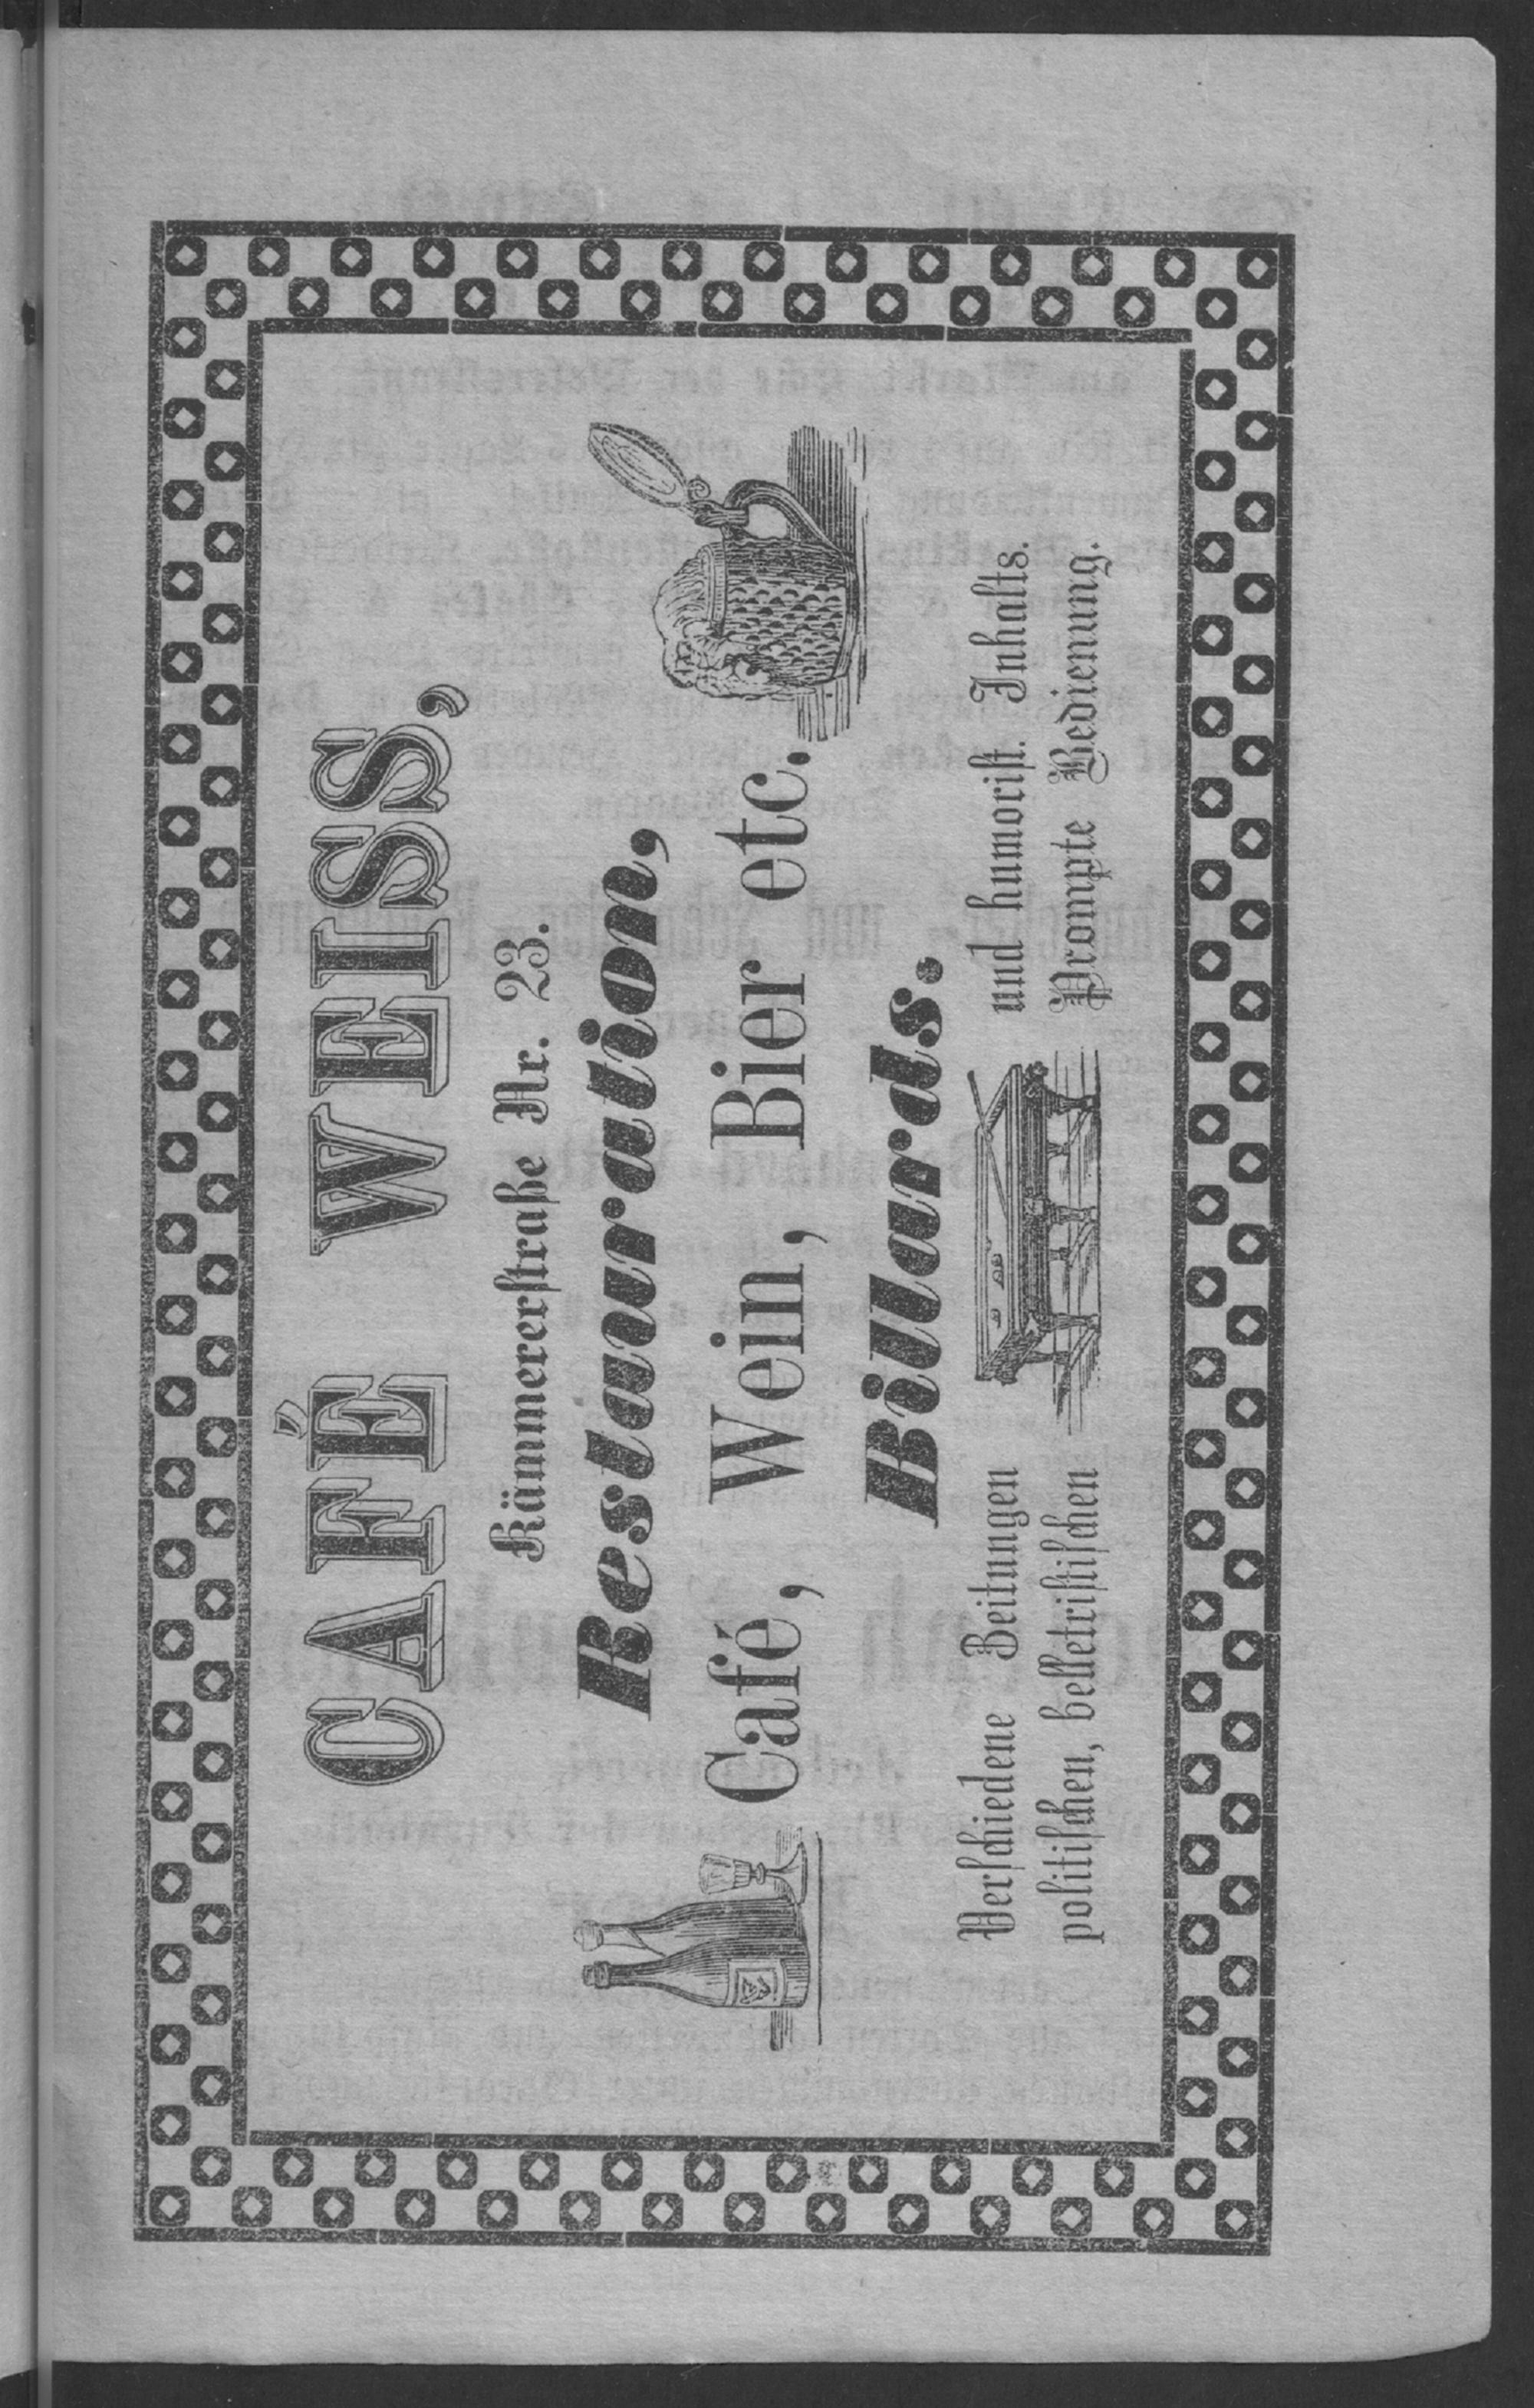 CAFÉ WEISS,
Kämmererstraße Nr. 23.
Restauration,
Café, Wein, Bier etc.
Billards.
Verschiedene Zeitungen
politischen, belletristischen
und humorist. Inhalts.
Prompte Bedienung.